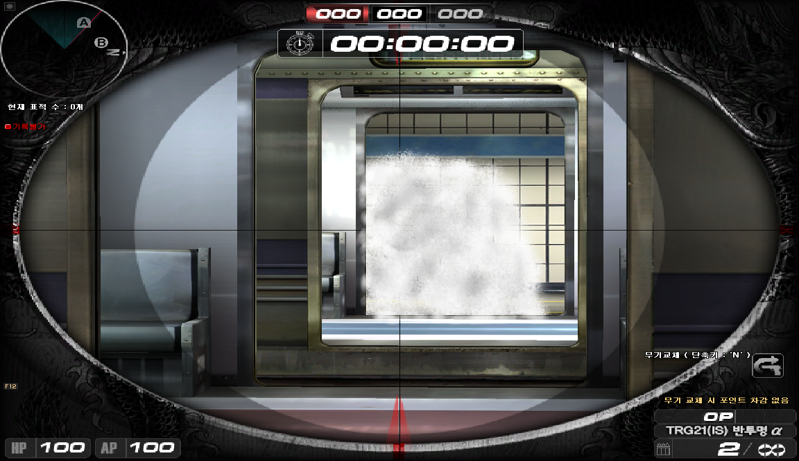 000 000 000
00:00:00
A
B
N
현재 표적 수 : 0개
F12
무기교체 ( 단축키 : 'N' )
무기 교체 시 포인트 차감 없음
0P
TRG21(IS) 반투명 α
2 / ∞
HP 100 AP 100